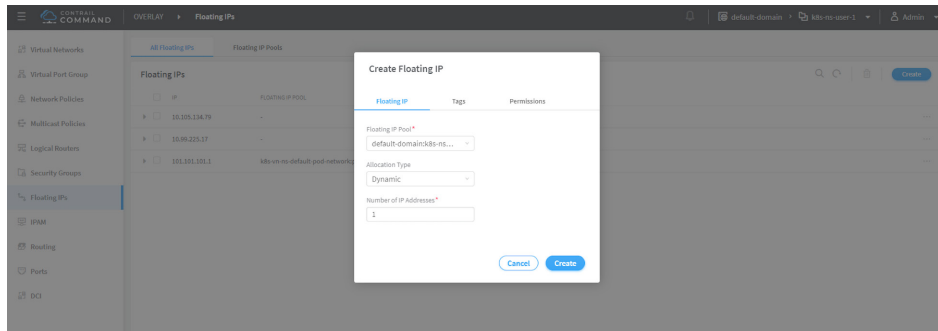 CONTRAIL
COMMAND
OVERLAY ▸ Floating IPs
default-domain > k8s-ns-user-1
Admin
Virtual Networks
Virtual Port Group
Network Policies
Multicast Policies
Logical Routers
Security Groups
Floating IPs
IPAM
Routing
Ports
DCI
All Floating IPs
Floating IP Pools
Floating IPs
Create
IP
FLOATING IP POOL
10.105.134.79 -
10.99.225.17 -
101.101.101.1 k8s-vn-ns-default-pod-network:
Create Floating IP
Floating IP
Tags
Permissions
Floating IP Pool*
default-domain:k8s-ns...
Allocation Type
Dynamic
Number of IP Addresses*
1
Cancel
Create